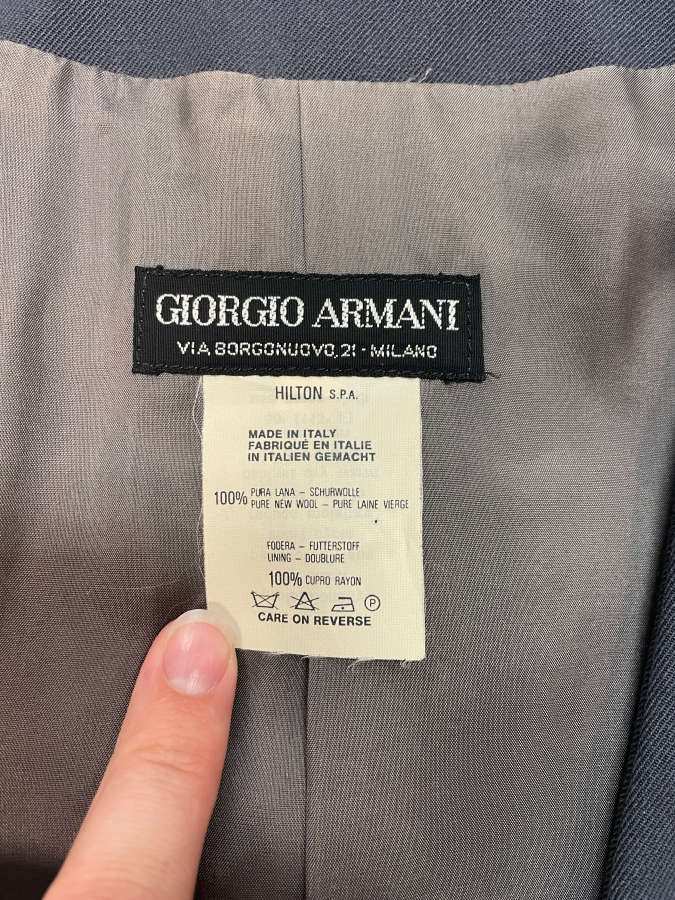 GIORGIO ARMANI
VIA BORGONUOVO, 21 - MILANO
HILTON S.P.A.
MADE IN ITALY
FABRIQUÉ EN ITALIE
IN ITALIEN GEMACHT
100% PURA LANA – SCHURWOLLE
PURE NEW WOOL – PURE LAINE VIERGE
FODERA – FUTTERSTOFF
LINING – DOUBLURE
100% CUPRO RAYON
P
CARE ON REVERSE